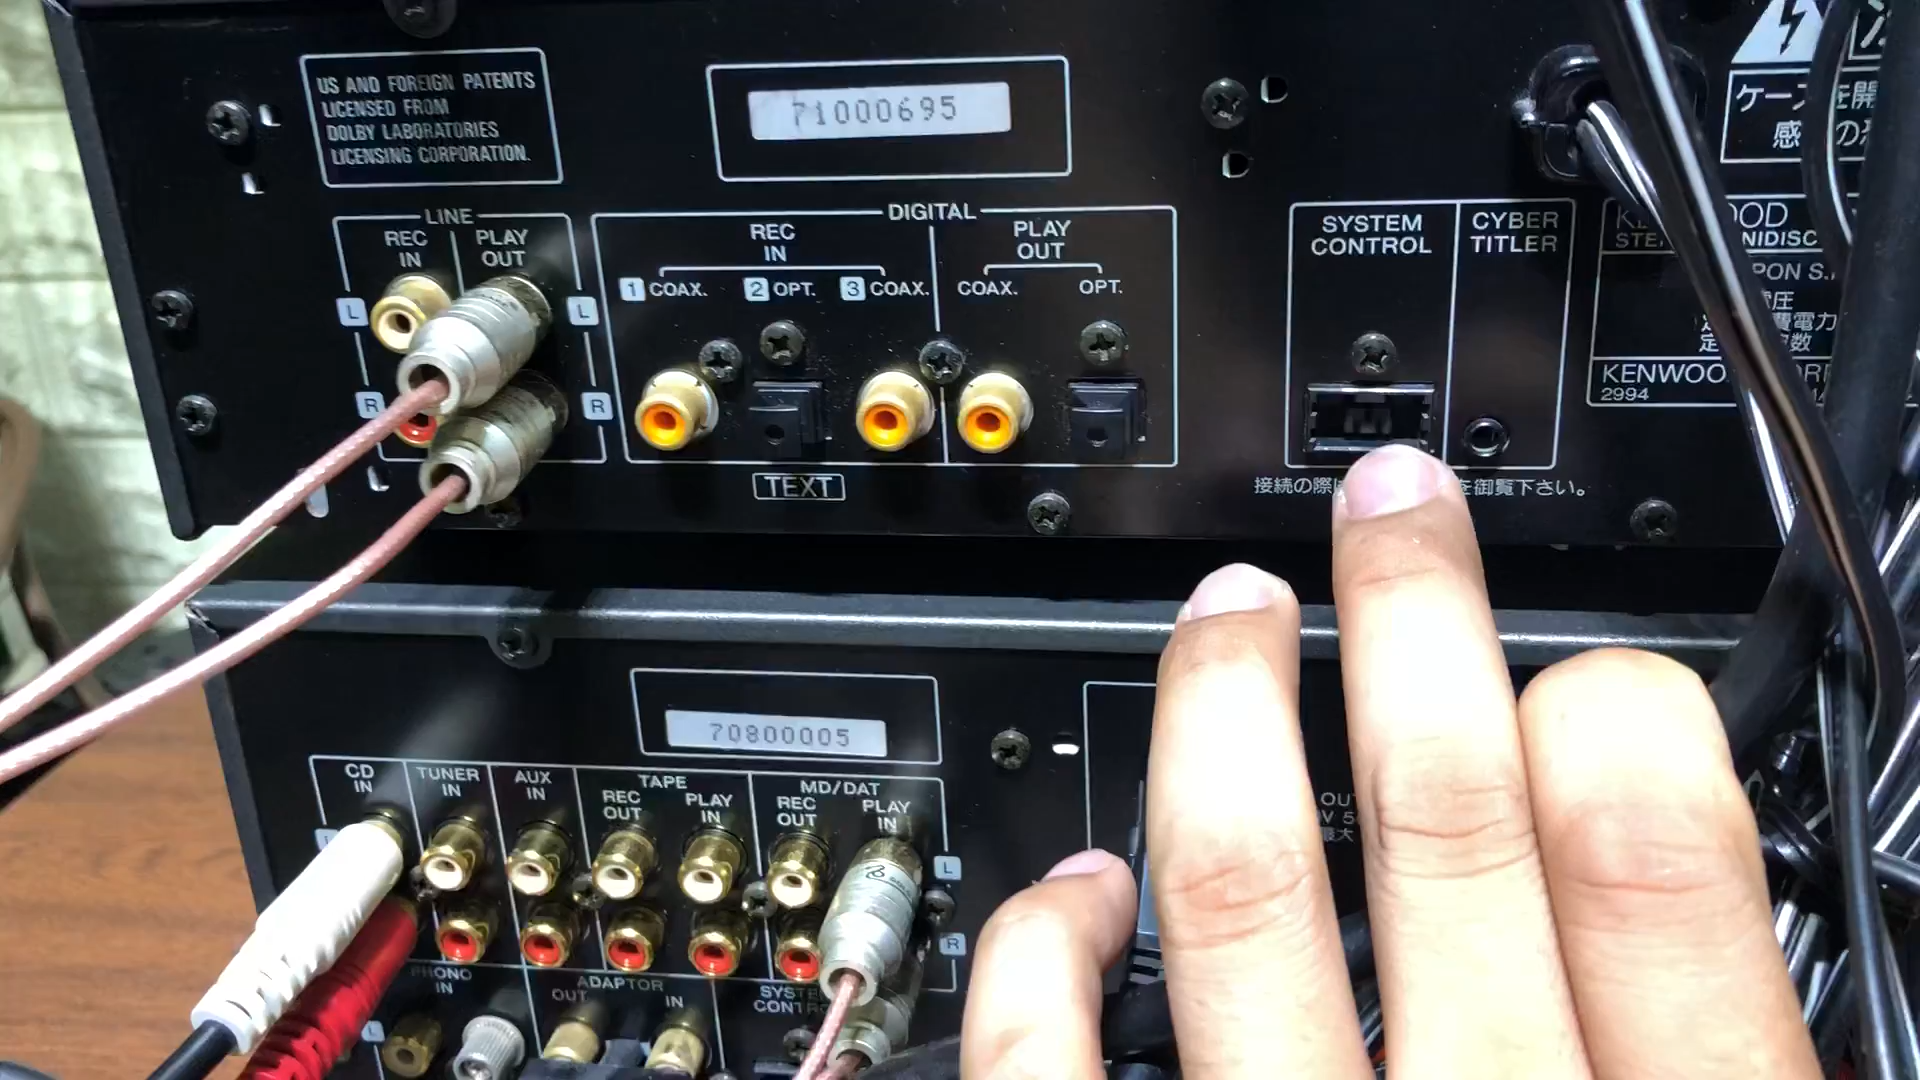 US AND FOREIGN PATENTS
LICENSED FROM
DOLBY LABORATORIES
LICENSING CORPORATION.
71000695
LINE
REC
IN
PLAY
OUT
L
L
R
R
DIGITAL
REC
IN
1 COAX.
2 OPT.
3 COAX.
PLAY
OUT
COAX.
OPT.
TEXT
SYSTEM
CONTROL
CYBER
TITLER
接続の際
を御覧下さい。
NIDISC
KENWOO
2994
70800005
CD
IN
TUNER
IN
AUX
IN
TAPE
REC
OUT
PLAY
IN
MD/DAT
REC
OUT
PLAY
IN
L
R
PHONO
IN
L
ADAPTOR
OUT
IN